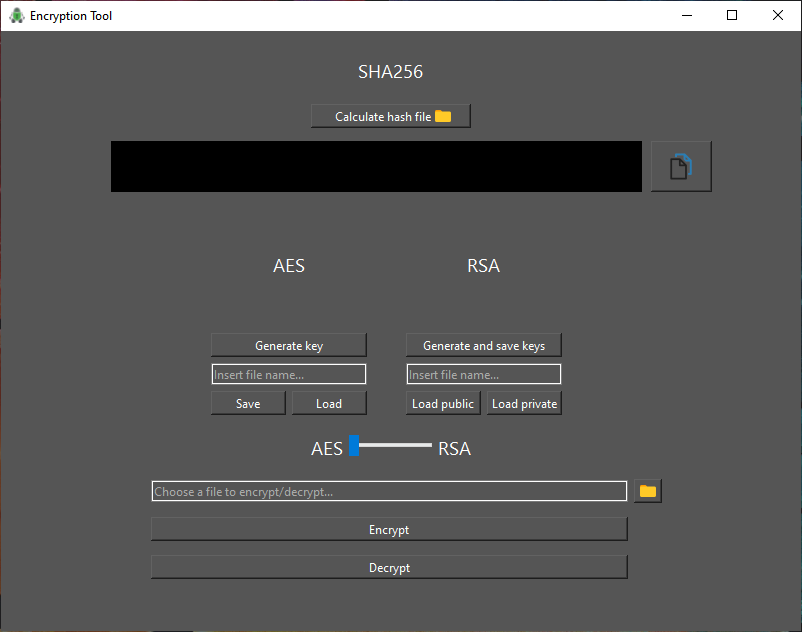 Encryption Tool
SHA256
Calculate hash file
AES RSA
Generate key Generate and save keys
Insert file name... Insert file name...
Save Load Load public Load private
AES RSA
Choose a file to encrypt/decrypt...
Encrypt
Decrypt